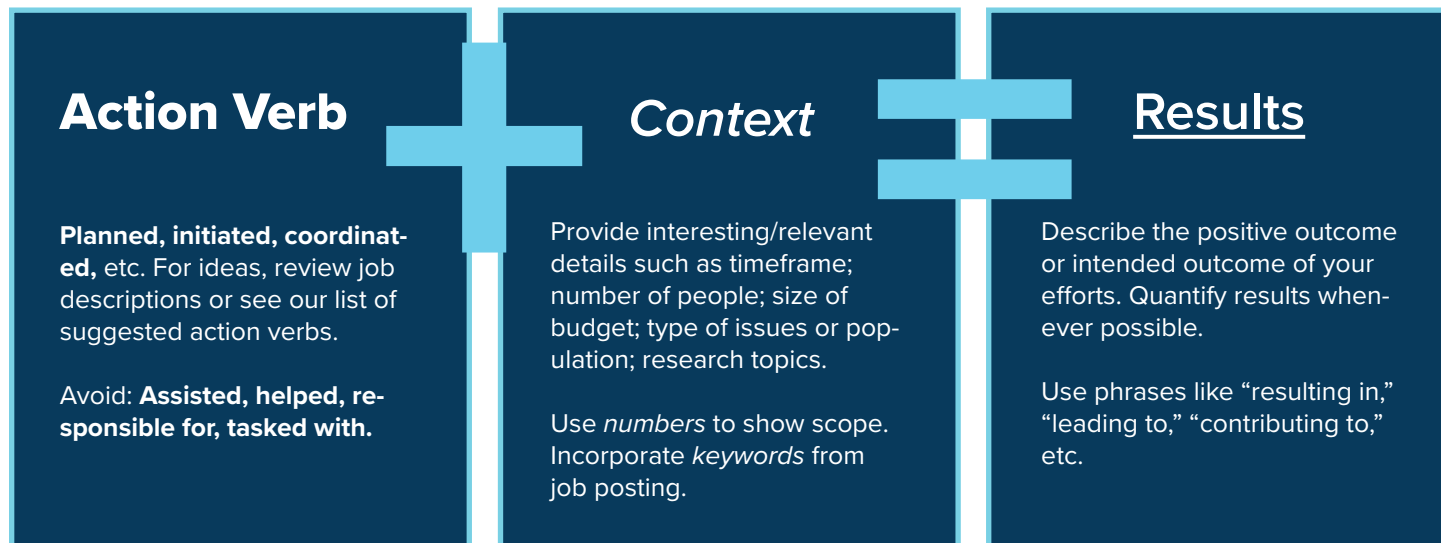 Action Verb
Planned, initiated, coordinat-
ed, etc. For ideas, review job
descriptions or see our list of
suggested action verbs.
Avoid: Assisted, helped, re-
sponsible for, tasked with.
Context
Provide interesting/relevant
details such as timeframe;
number of people; size of
budget; type of issues or pop-
ulation; research topics.
Use numbers to show scope.
Incorporate keywords from
job posting.
Results
Describe the positive outcome
or intended outcome of your
efforts. Quantify results when-
ever possible.
Use phrases like “resulting in,”
“leading to,” “contributing to,”
etc.